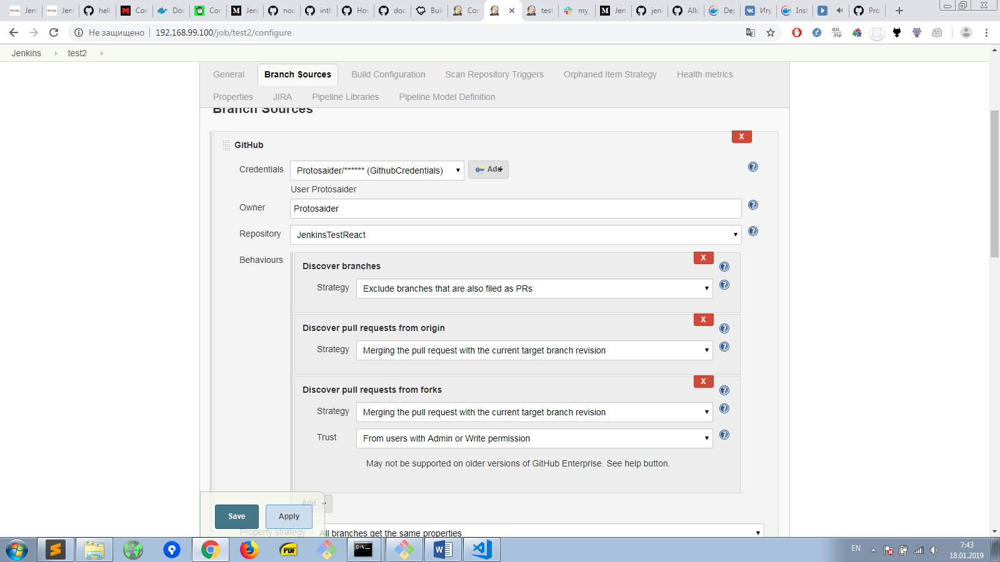 Jen
Jenl
hell
Cor
Doc
Cor
Jenl
noc
inth
Hov
doc
Buil
Cor
test
my_
Jen
jenl
Allc
Dep
Игр
Inst
Pro
Не защищено
192.168.99.100/job/test2/configure
Git Zip
Jenkins
test2
General
Branch Sources
Build Configuration
Scan Repository Triggers
Orphaned Item Strategy
Health metrics
Properties
JIRA
Pipeline Libraries
Pipeline Model Definition
Branch Sources
X
GitHub
Credentials
Protosaider/****** (GithubCredentials)
Add
User Protosaider
Owner
Protosaider
Repository
JenkinsTestReact
Behaviours
X
Discover branches
Strategy
Exclude branches that are also filed as PRs
X
Discover pull requests from origin
Strategy
Merging the pull request with the current target branch revision
X
Discover pull requests from forks
Strategy
Merging the pull request with the current target branch revision
Trust
From users with Admin or Write permission
May not be supported on older versions of GitHub Enterprise. See help button.
Add
Save
Apply
Property strategy
All branches get the same properties
PDF
EN
7:43
18.01.2019